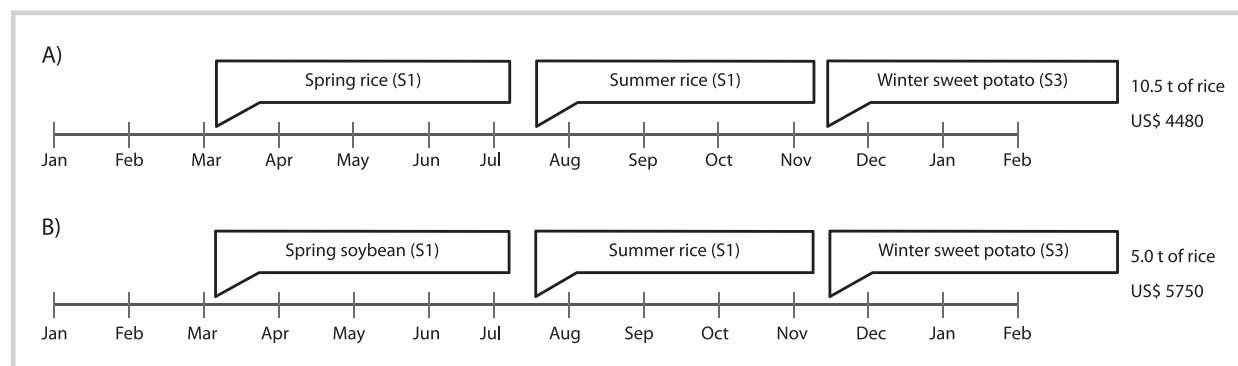 A)
Spring rice (S1)
Summer rice (S1)
Winter sweet potato (S3)
10.5 t of rice
US$ 4480
Jan Feb Mar Apr May Jun Jul Aug Sep Oct Nov Dec Jan Feb
B)
Spring soybean (S1)
Summer rice (S1)
Winter sweet potato (S3)
5.0 t of rice
US$ 5750
Jan Feb Mar Apr May Jun Jul Aug Sep Oct Nov Dec Jan Feb